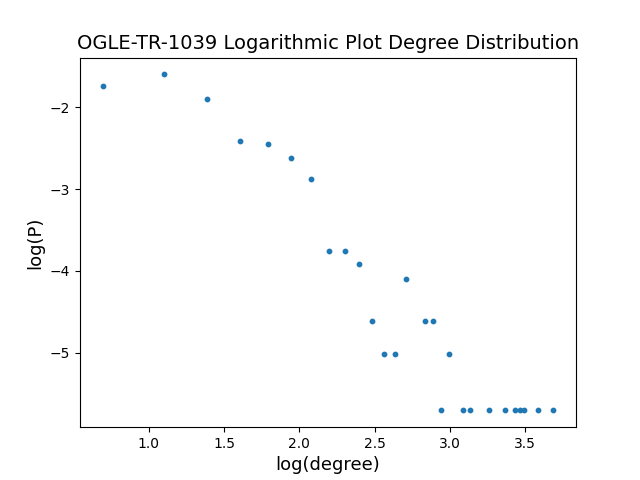 OGLE-TR-1039 Logarithmic Plot Degree Distribution
−2
−3
−4
−5
log(P)
1.0 1.5 2.0 2.5 3.0 3.5
log(degree)